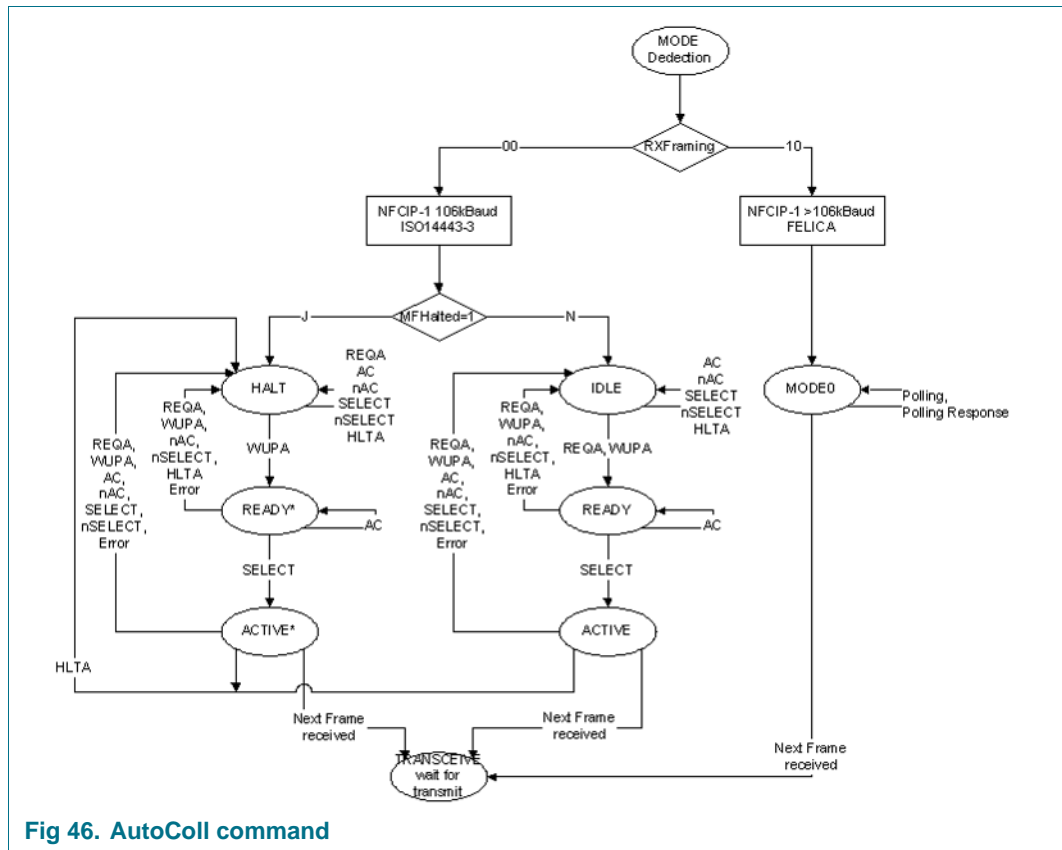 MODE
Dedection
RXFraming
00
10
NFCIP-1 106kBaud
ISO14443-3
NFCIP-1 >106kBaud
FELICA
MFHalted=1
J
N
HALT
REQA
AC
nAC
SELECT
nSELECT
HLTA
REQA,
WUPA,
nAC,
nSELECT,
HLTA
Error
REQA,
WUPA,
AC,
nAC,
SELECT,
nSELECT,
Error
WUPA
READY*
AC
SELECT
ACTIVE*
HLTA
Next Frame
received
IDLE
AC
nAC
SELECT
nSELECT
HLTA
REQA,
WUPA,
nAC,
nSELECT,
HLTA
Error
REQA,
WUPA,
AC,
nAC,
SELECT,
nSELECT,
Error
REQA, WUPA
READY
AC
SELECT
ACTIVE
Next Frame
received
MODE0
Polling,
Polling Response
Next Frame
received
TRANSCEIVE
wait for
transmit
Fig 46. AutoColl command